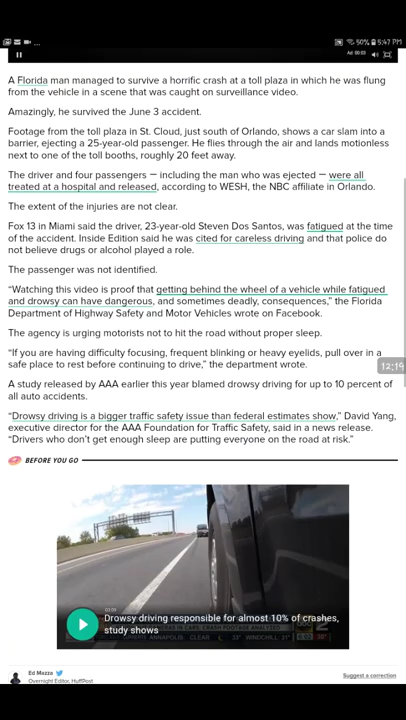 50% 5:47 PM
Ad 00:03
A Florida man managed to survive a horrific crash at a toll plaza in which he was flung
from the vehicle in a scene that was caught on surveillance video.
Amazingly, he survived the June 3 accident.
Footage from the toll plaza in St. Cloud, just south of Orlando, shows a car slam into a
barrier, ejecting a 25-year-old passenger. He flies through the air and lands motionless
next to one of the toll booths, roughly 20 feet away.
The driver and four passengers — including the man who was ejected — were all
treated at a hospital and released, according to WESH, the NBC affiliate in Orlando.
The extent of the injuries are not clear.
Fox 13 in Miami said the driver, 23-year-old Steven Dos Santos, was fatigued at the time
of the accident. Inside Edition said he was cited for careless driving and that police do
not believe drugs or alcohol played a role.
The passenger was not identified.
“Watching this video is proof that getting behind the wheel of a vehicle while fatigued
and drowsy can have dangerous, and sometimes deadly, consequences,” the Florida
Department of Highway Safety and Motor Vehicles wrote on Facebook.
The agency is urging motorists not to hit the road without proper sleep.
“If you are having difficulty focusing, frequent blinking or heavy eyelids, pull over in a
safe place to rest before continuing to drive,” the department wrote.
12:19
A study released by AAA earlier this year blamed drowsy driving for up to 10 percent of
all auto accidents.
“Drowsy driving is a bigger traffic safety issue than federal estimates show,” David Yang,
executive director for the AAA Foundation for Traffic Safety, said in a news release.
“Drivers who don’t get enough sleep are putting everyone on the road at risk.”
BEFORE YOU GO
Drowsy driving responsible for almost 10% of crashes,
study shows
ANNAPOLIS: CLEAR 23° WINDCHILL 31°
2
Ed Mazza
Overnight Editor, HuffPost
Suggest a correction